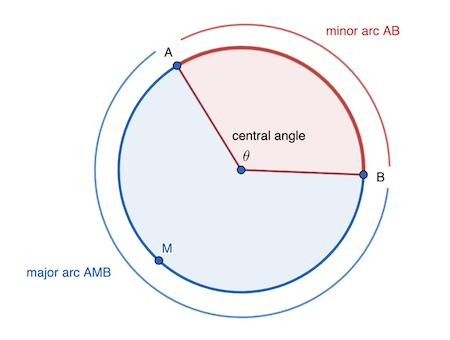 minor arc AB
A
central angle
θ
B
M
major arc AMB